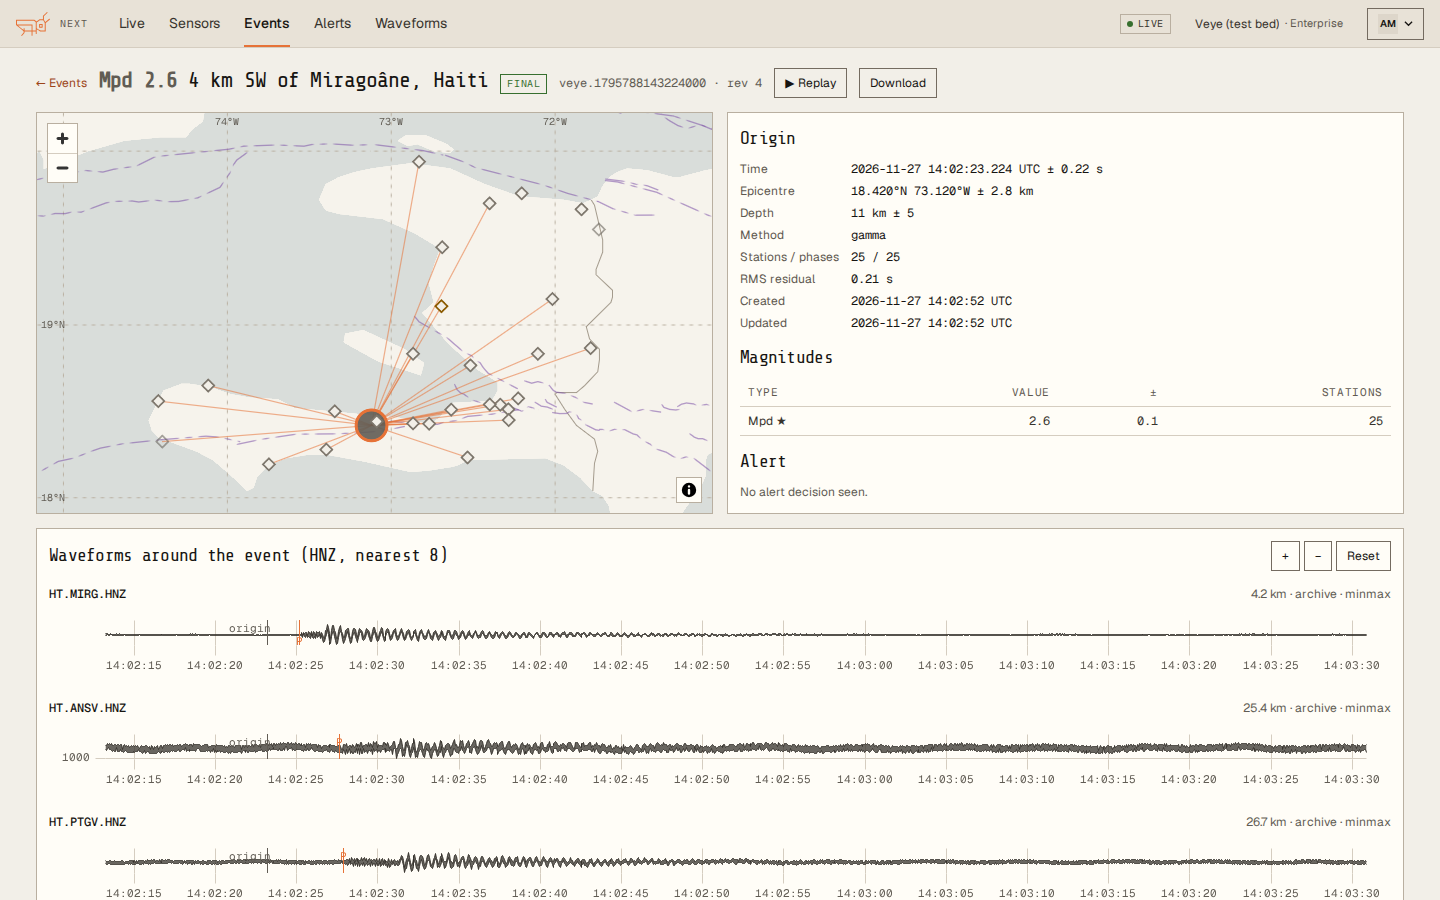 NEXT Live Sensors Events Alerts Waveforms LIVE Veye (test bed) · Enterprise AM
← Events Mpd 2.6 4 km SW of Miragoâne, Haiti FINAL veye.1795788143224000 · rev 4 ▶ Replay Download
74°W 73°W 72°W
+
−
19°N
18°N
Origin
Time 2026-11-27 14:02:23.224 UTC ± 0.22 s
Epicentre 18.420°N 73.120°W ± 2.8 km
Depth 11 km ± 5
Method gamma
Stations / phases 25 / 25
RMS residual 0.21 s
Created 2026-11-27 14:02:52 UTC
Updated 2026-11-27 14:02:52 UTC
Magnitudes
TYPE VALUE ± STATIONS
Mpd ★ 2.6 0.1 25
Alert
No alert decision seen.
Waveforms around the event (HNZ, nearest 8) + − Reset
HT.MIRG.HNZ 4.2 km · archive · minmax
origin P
14:02:15 14:02:20 14:02:25 14:02:30 14:02:35 14:02:40 14:02:45 14:02:50 14:02:55 14:03:00 14:03:05 14:03:10 14:03:15 14:03:20 14:03:25 14:03:30
HT.ANSV.HNZ 25.4 km · archive · minmax
origin P
1000
14:02:15 14:02:20 14:02:25 14:02:30 14:02:35 14:02:40 14:02:45 14:02:50 14:02:55 14:03:00 14:03:05 14:03:10 14:03:15 14:03:20 14:03:25 14:03:30
HT.PTGV.HNZ 26.7 km · archive · minmax
origin P
14:02:15 14:02:20 14:02:25 14:02:30 14:02:35 14:02:40 14:02:45 14:02:50 14:02:55 14:03:00 14:03:05 14:03:10 14:03:15 14:03:20 14:03:25 14:03:30